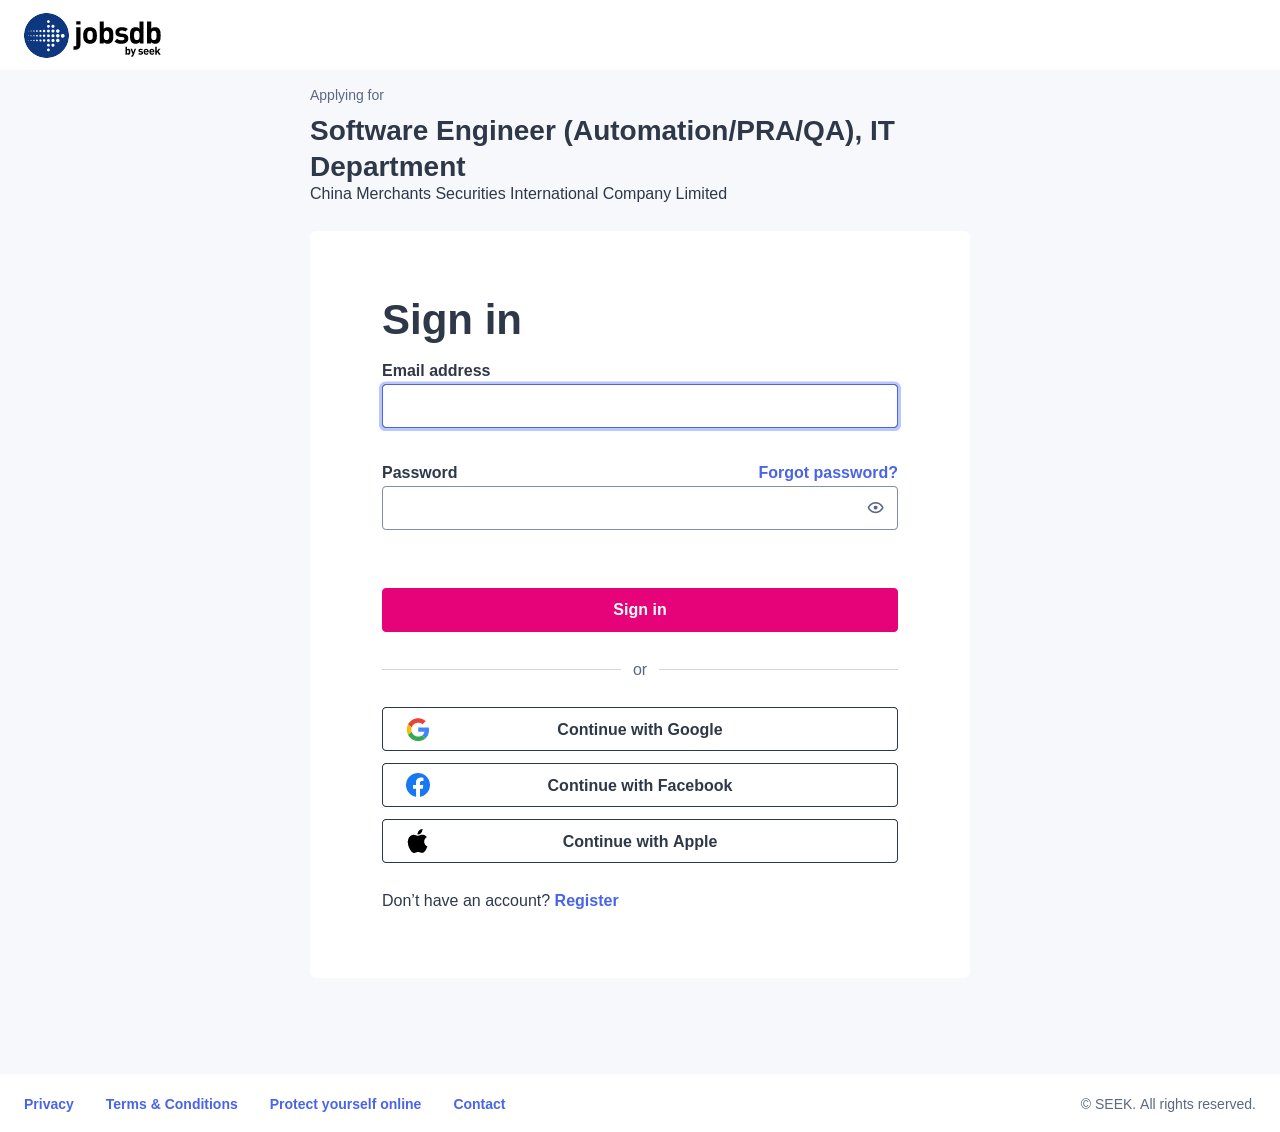 jobsdb
by seek
Applying for
Software Engineer (Automation/PRA/QA), IT
Department
China Merchants Securities International Company Limited
Sign in
Email address
Password
Forgot password?
Sign in
or
Continue with Google
Continue with Facebook
Continue with Apple
Don’t have an account? Register
Privacy
Terms & Conditions
Protect yourself online
Contact
© SEEK. All rights reserved.